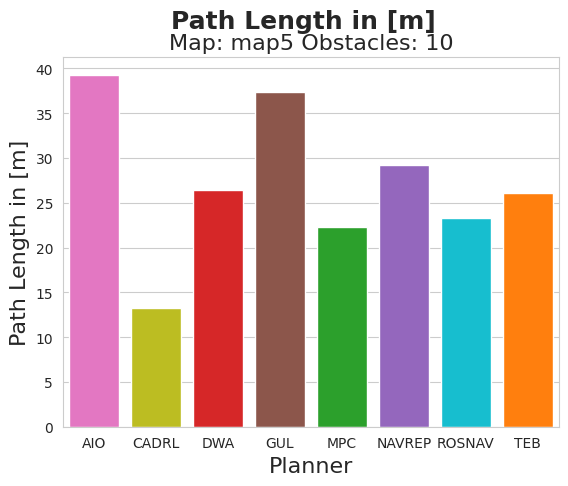 Path Length in [m]
Map: map5 Obstacles: 10
Path Length in [m]
40
35
30
25
20
15
10
5
0
AIO CADRL DWA GUL MPC NAVREP ROSNAV TEB
Planner